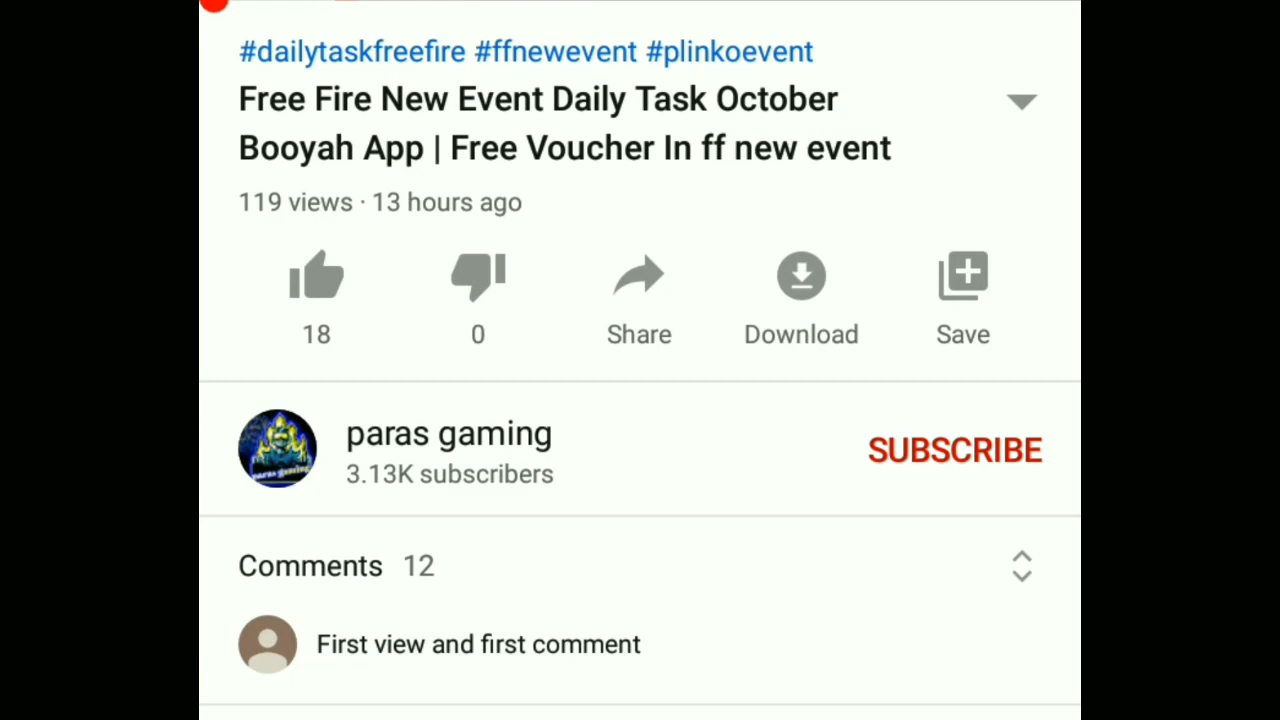 #dailytaskfreefire #ffnewevent #plinkoevent
Free Fire New Event Daily Task October
Booyah App | Free Voucher In ff new event
119 views · 13 hours ago
18
0
Share
Download
Save
paras gaming
paras gaming
3.13K subscribers
SUBSCRIBE
Comments 12
First view and first comment